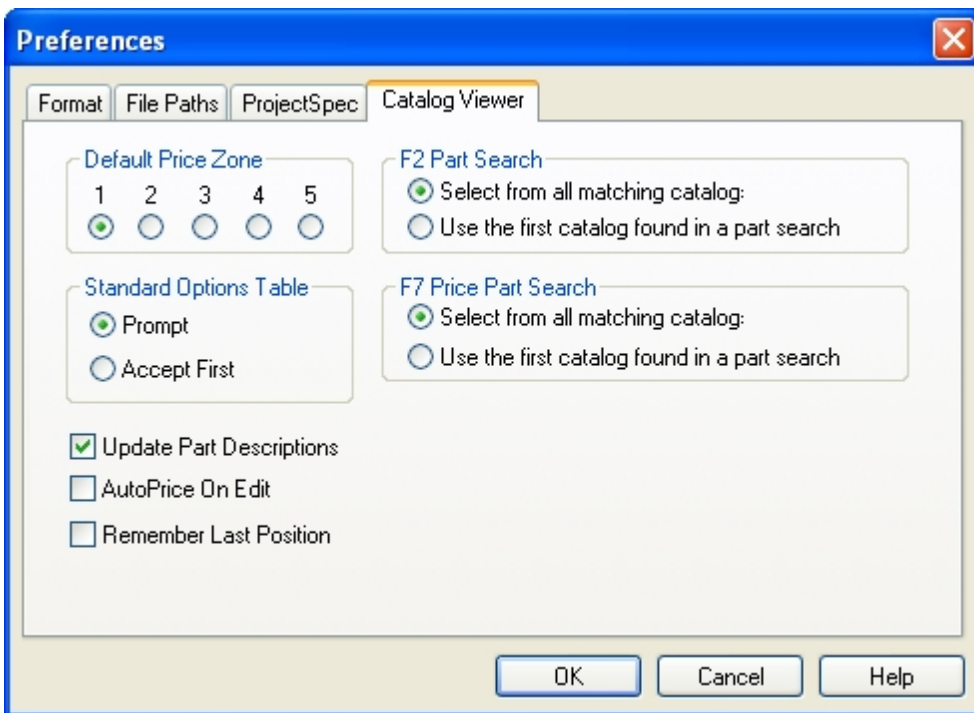 Preferences
Format File Paths ProjectSpec Catalog Viewer
Default Price Zone
1 2 3 4 5
Standard Options Table
Prompt
Accept First
F2 Part Search
Select from all matching catalog:
Use the first catalog found in a part search
F7 Price Part Search
Select from all matching catalog:
Use the first catalog found in a part search
Update Part Descriptions
AutoPrice On Edit
Remember Last Position
OK Cancel Help